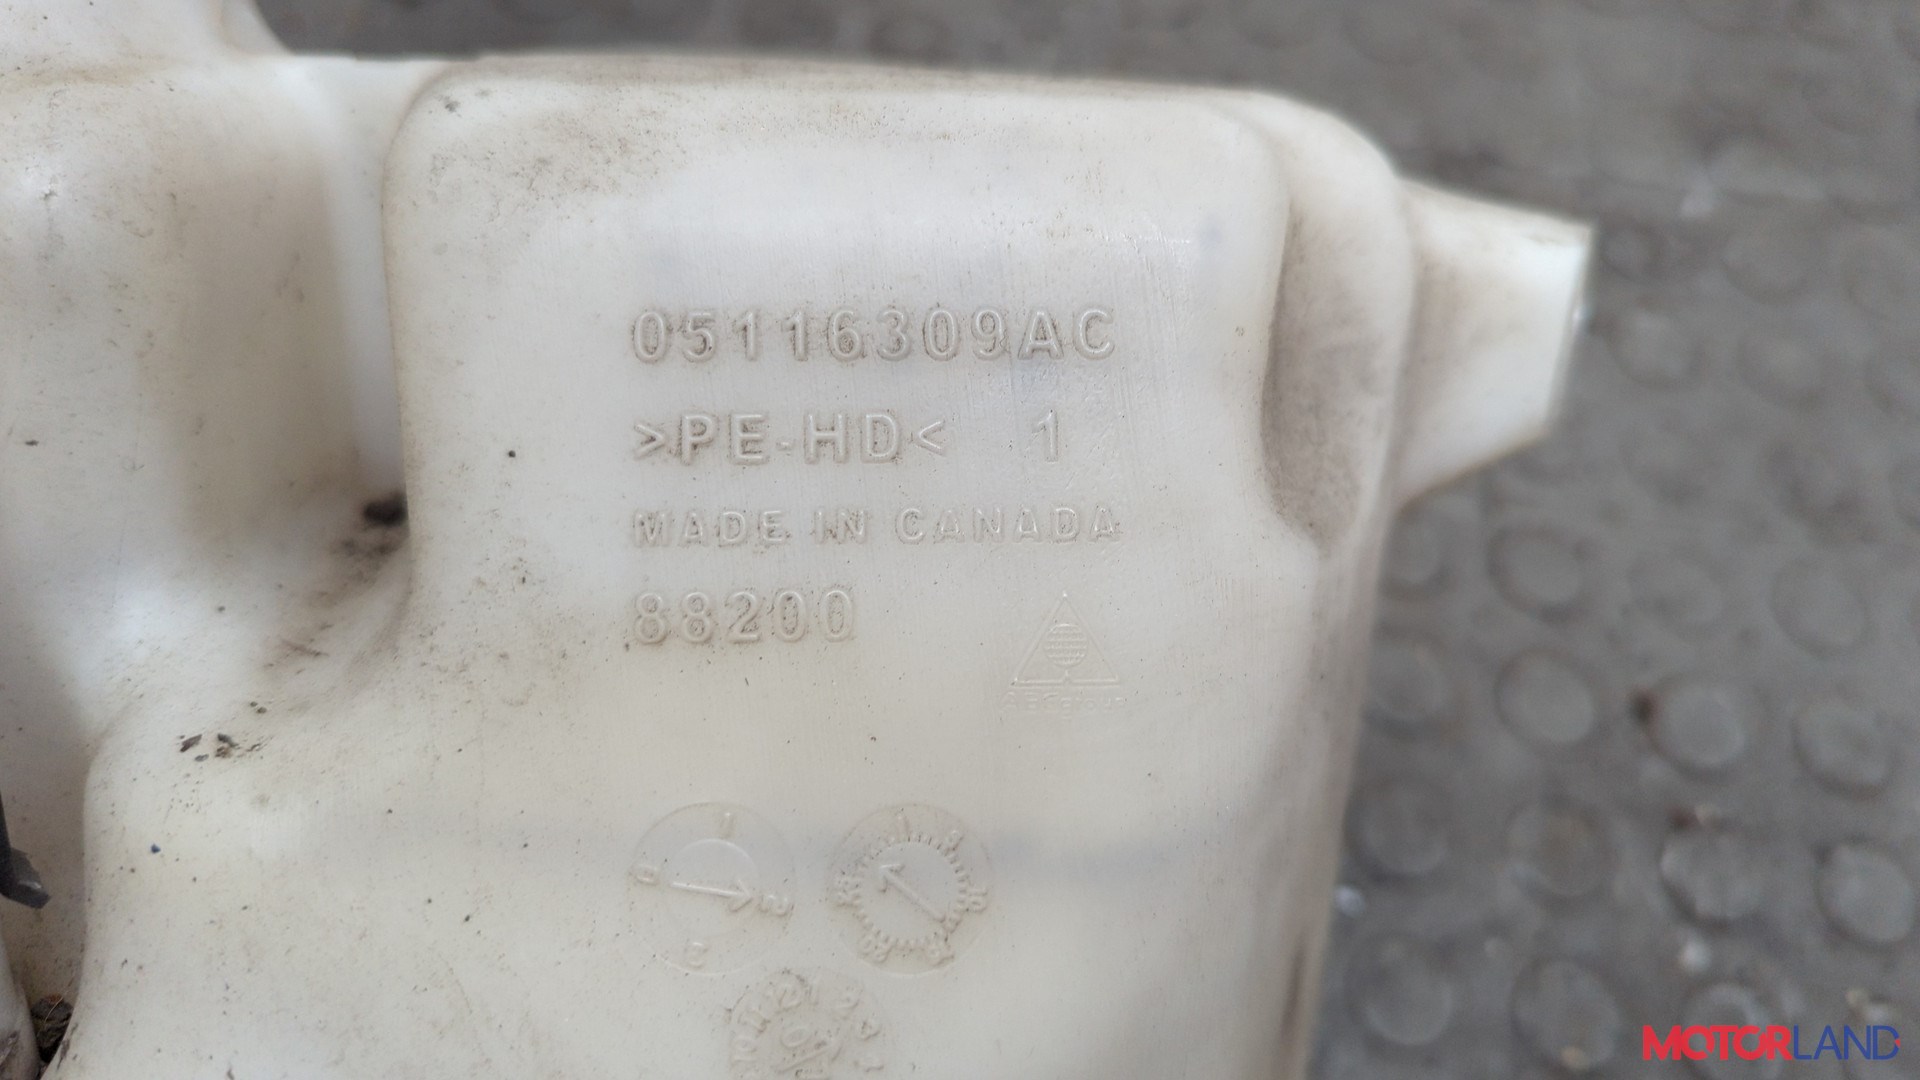 05116309AC
>PE-HD< 1
MADE IN CANADA
88200
MOTORLAND